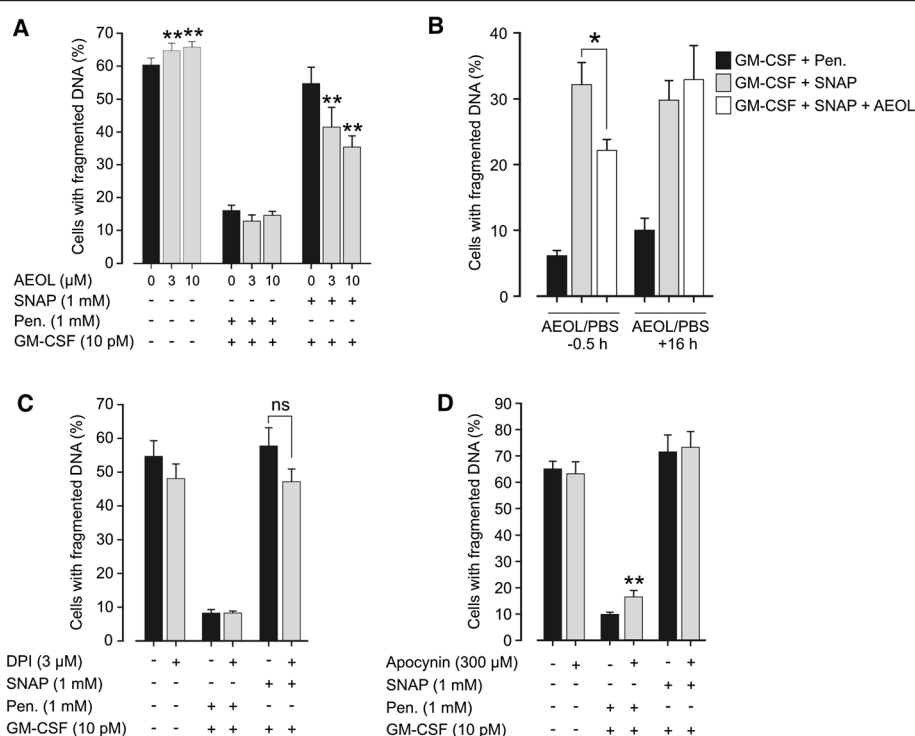 A
Cells with fragmented DNA (%)
70
60
50
40
30
20
10
0
** **
**
**
AEOL (µM) 0 3 10 0 3 10 0 3 10
SNAP (1 mM) - - - - - - + + +
Pen. (1 mM) - - - + + + - - -
GM-CSF (10 pM) - - - + + + + + +
B
Cells with fragmented DNA (%)
40
30
20
10
0
*
GM-CSF + Pen.
GM-CSF + SNAP
GM-CSF + SNAP + AEOL
AEOL/PBS AEOL/PBS
-0.5 h +16 h
C
Cells with fragmented DNA (%)
70
60
50
40
70
20
10
0
ns
DPI (3 µM) - + - + - +
SNAP (1 mM) - - - - + +
Pen. (1 mM) - - + + - -
GM-CSF (10 pM) - - + + + +
D
Cells with fragmented DNA (%)
90
80
70
60
50
40
30
20
10
0
**
Apocynin (300 µM) - + - + - +
SNAP (1 mM) - - - - + +
Pen. (1 mM) - - + + - -
GM-CSF (10 pM) - - + + + +